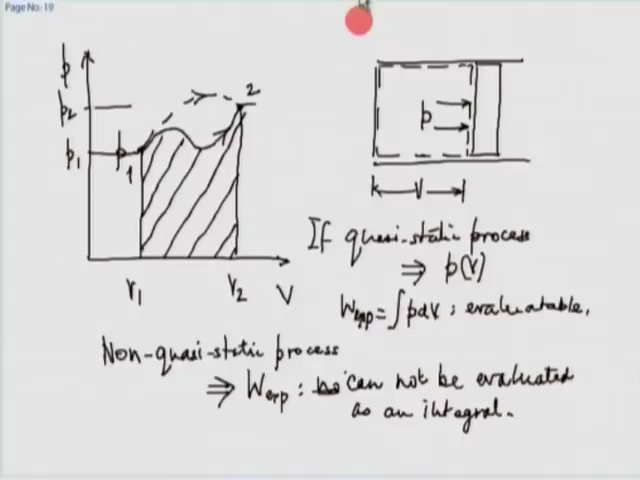 Page No: 19
p
p2
2
p1
p
1
V1
V2
V
p
V
If quasi-static process
⇒ p(V)
Wexp = ∫pdV : evaluatable.
Non-quasi-static process
⇒ Wexp : can not be evaluated
as an integral.